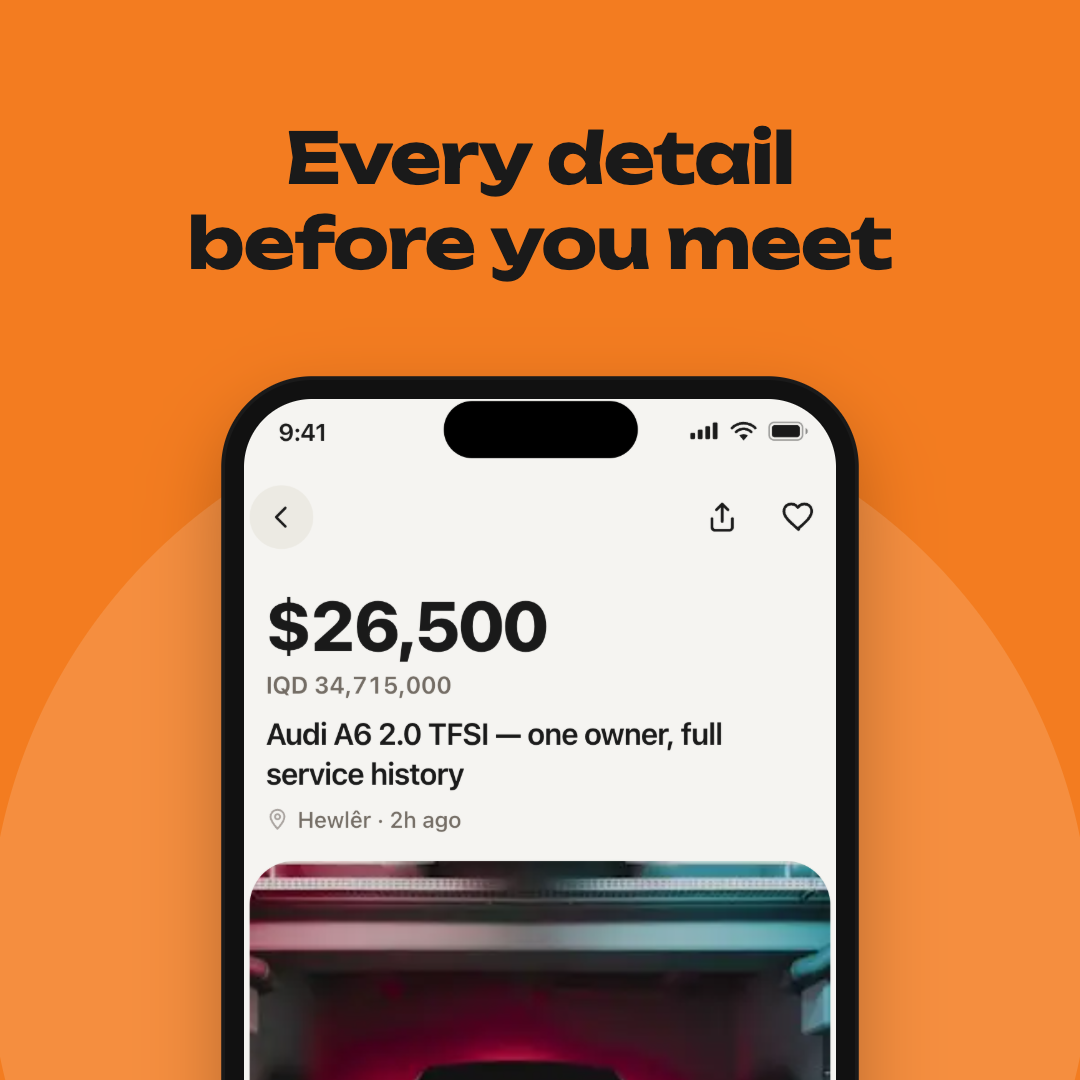 Every detail
before you meet
9:41
$26,500
IQD 34,715,000
Audi A6 2.0 TFSI — one owner, full
service history
Hewlêr · 2h ago